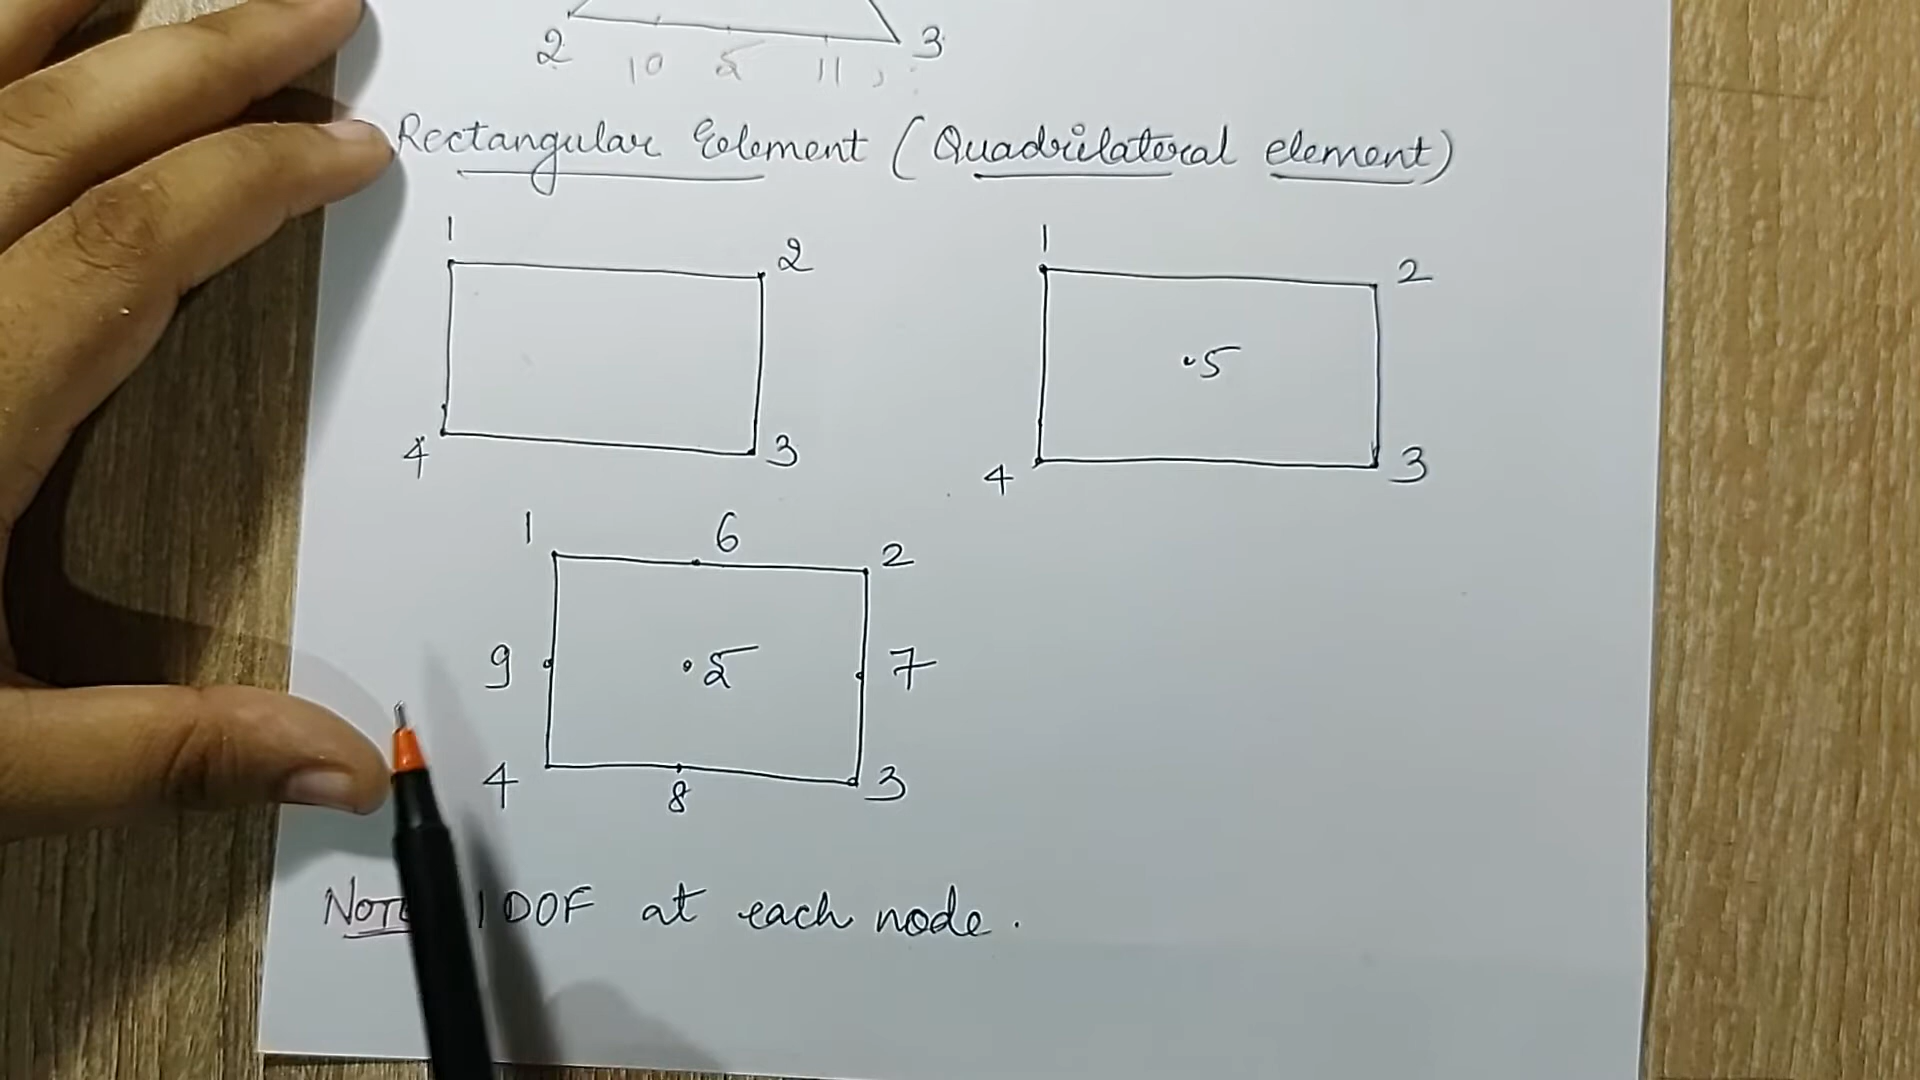 2 10 5 11 3
Rectangular Element (Quadrilateral element)
1 2
4 3
1 2
5
4 3
1 6 2
9 5 7
4 8 3
1 DOF at each node.